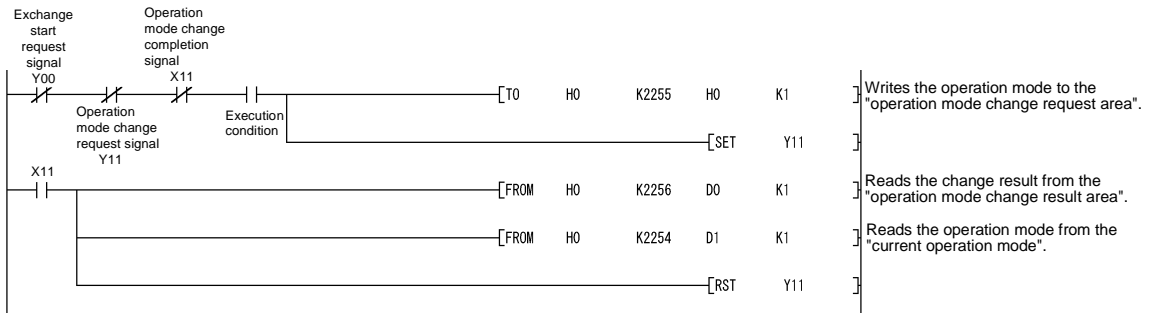 Exchange
start
request
signal
Y00
Operation
mode change
completion
signal
X11
Operation
mode change
request signal
Y11
Execution
condition
TO H0 K2255 H0 K1
Writes the operation mode to the
"operation mode change request area".
SET Y11
X11
FROM H0 K2256 D0 K1
Reads the change result from the
"operation mode change result area".
FROM H0 K2254 D1 K1
Reads the operation mode from the
"current operation mode".
RST Y11